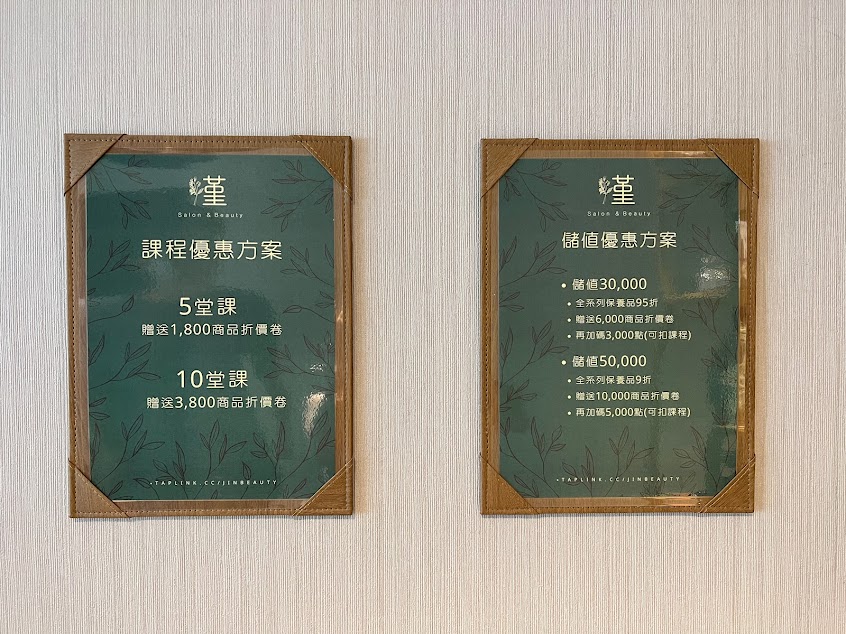 堇
Salon & Beauty
課程優惠方案
5堂課
贈送1,800商品折價卷
10堂課
贈送3,800商品折價卷
•TAPLINK.CC/JINBEAUTY
堇
Salon & Beauty
儲值優惠方案
• 儲值30,000
• 全系列保養品95折
• 贈送6,000商品折價卷
• 再加碼3,000點(可扣課程)
• 儲值50,000
• 全系列保養品9折
• 贈送10,000商品折價卷
• 再加碼5,000點(可扣課程)
•TAPLINK.CC/JINBEAUTY